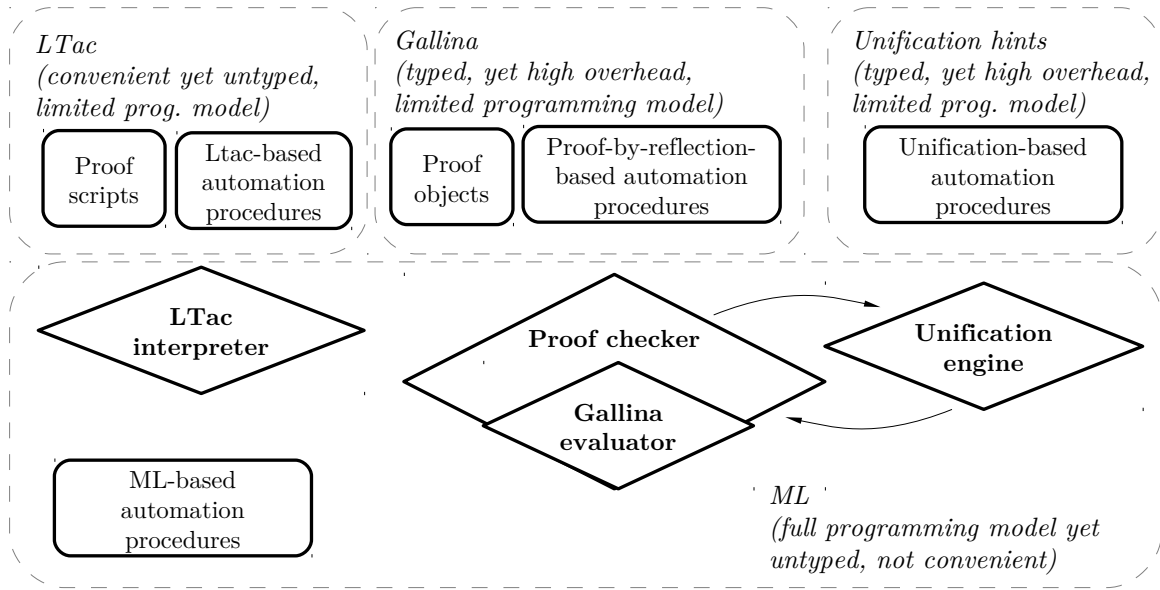 LTac
(convenient yet untyped,
limited prog. model)
Proof
scripts
Ltac-based
automation
procedures
Gallina
(typed, yet high overhead,
limited programming model)
Proof
objects
Proof-by-reflection-
based automation
procedures
Unification hints
(typed, yet high overhead,
limited prog. model)
Unification-based
automation
procedures
LTac
interpreter
Proof checker
Gallina
evaluator
Unification
engine
ML-based
automation
procedures
ML
(full programming model yet
untyped, not convenient)